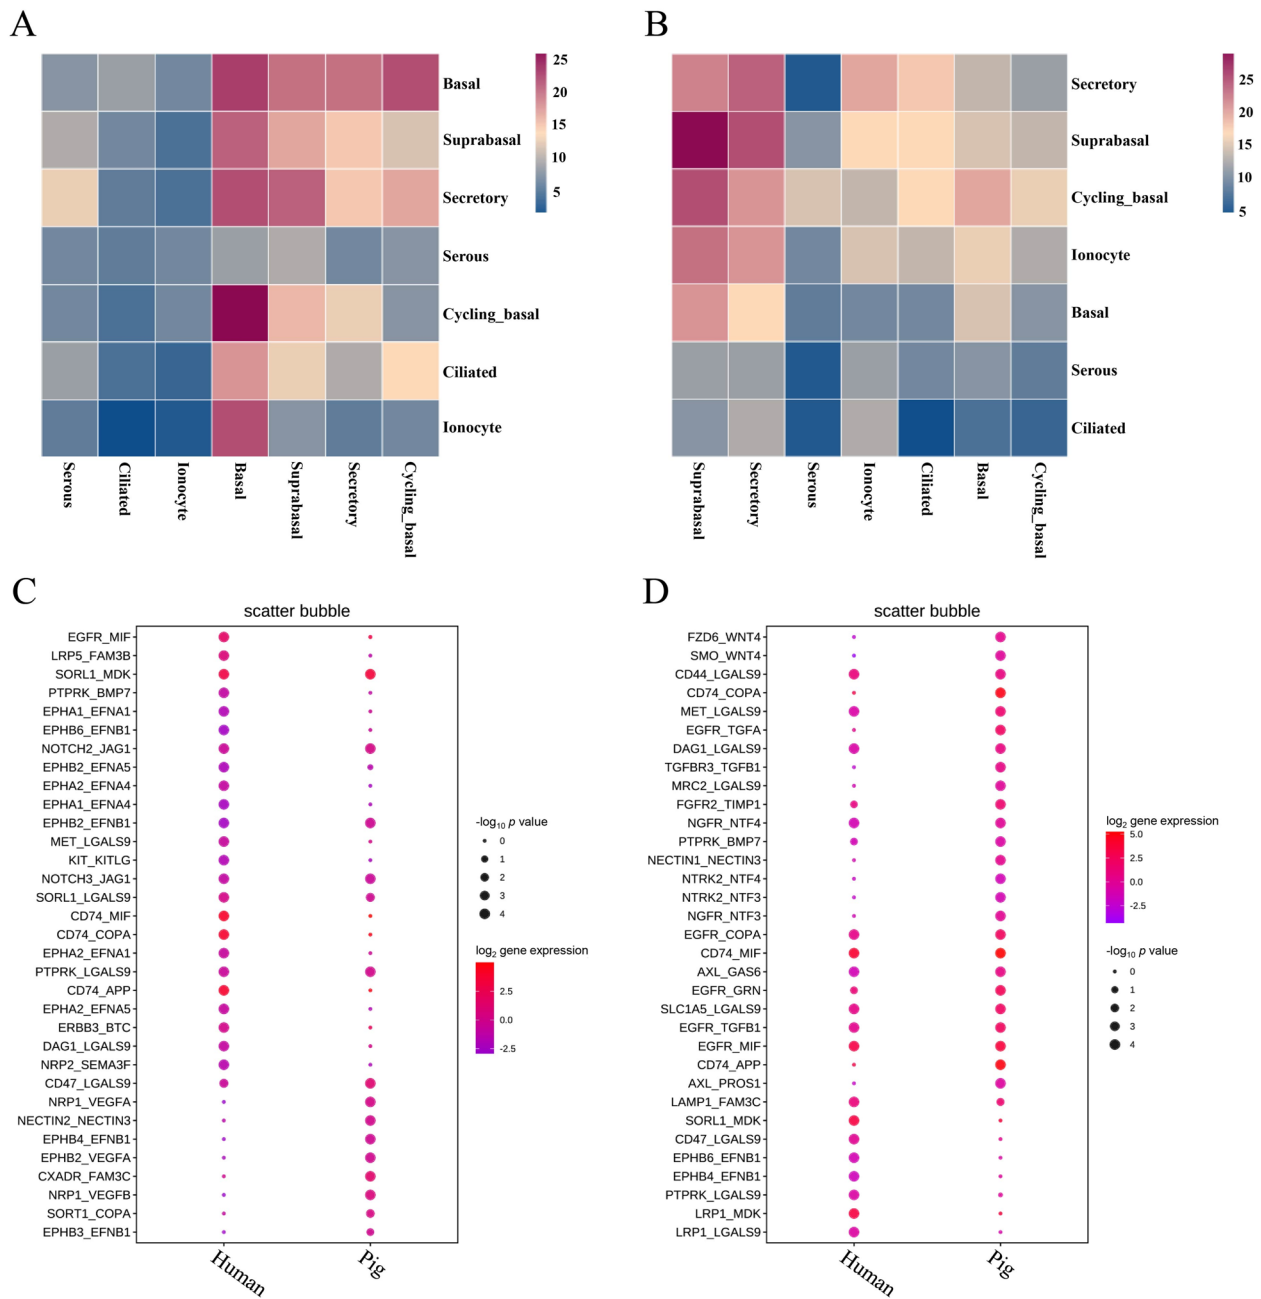 A
Basal
Suprabasal
Secretory
Serous
Cycling_basal
Ciliated
Ionocyte
25
20
15
10
5
Serous
Ciliated
Ionocyte
Basal
Suprabasal
Secretory
Cycling_basal
B
Secretory
Suprabasal
Cycling_basal
Ionocyte
Basal
Serous
Ciliated
25
20
15
10
5
Suprabasal
Secretory
Serous
Ionocyte
Ciliated
Basal
Cycling_basal
C
scatter bubble
EGFR_MIF
LRP5_FAM3B
SORL1_MDK
PTPRK_BMP7
EPHA1_EFNA1
EPHB6_EFNB1
NOTCH2_JAG1
EPHB2_EFNA5
EPHA2_EFNA4
EPHA1_EFNA4
EPHB2_EFNB1
MET_LGALS9
KIT_KITLG
NOTCH3_JAG1
SORL1_LGALS9
CD74_MIF
CD74_COPA
EPHA2_EFNA1
PTPRK_LGALS9
CD74_APP
EPHA2_EFNA5
ERBB3_BTC
DAG1_LGALS9
NRP2_SEMA3F
CD47_LGALS9
NRP1_VEGFA
NECTIN2_NECTIN3
EPHB4_EFNB1
EPHB2_VEGFA
CXADR_FAM3C
NRP1_VEGFB
SORT1_COPA
EPHB3_EFNB1
Human
Pig
-log10 p value
0
1
2
3
4
log2 gene expression
2.5
0.0
-2.5
D
scatter bubble
FZD6_WNT4
SMO_WNT4
CD44_LGALS9
CD74_COPA
MET_LGALS9
EGFR_TGFA
DAG1_LGALS9
TGFBR3_TGFB1
MRC2_LGALS9
FGFR2_TIMP1
NGFR_NTF4
PTPRK_BMP7
NECTIN1_NECTIN3
NTRK2_NTF4
NTRK2_NTF3
NGFR_NTF3
EGFR_COPA
CD74_MIF
AXL_GAS6
EGFR_GRN
SLC1A5_LGALS9
EGFR_TGFB1
EGFR_MIF
CD74_APP
AXL_PROS1
LAMP1_FAM3C
SORL1_MDK
CD47_LGALS9
EPHB6_EFNB1
EPHB4_EFNB1
PTPRK_LGALS9
LRP1_MDK
LRP1_LGALS9
Human
Pig
log2 gene expression
5.0
2.5
0.0
-2.5
-log10 p value
0
1
2
3
4